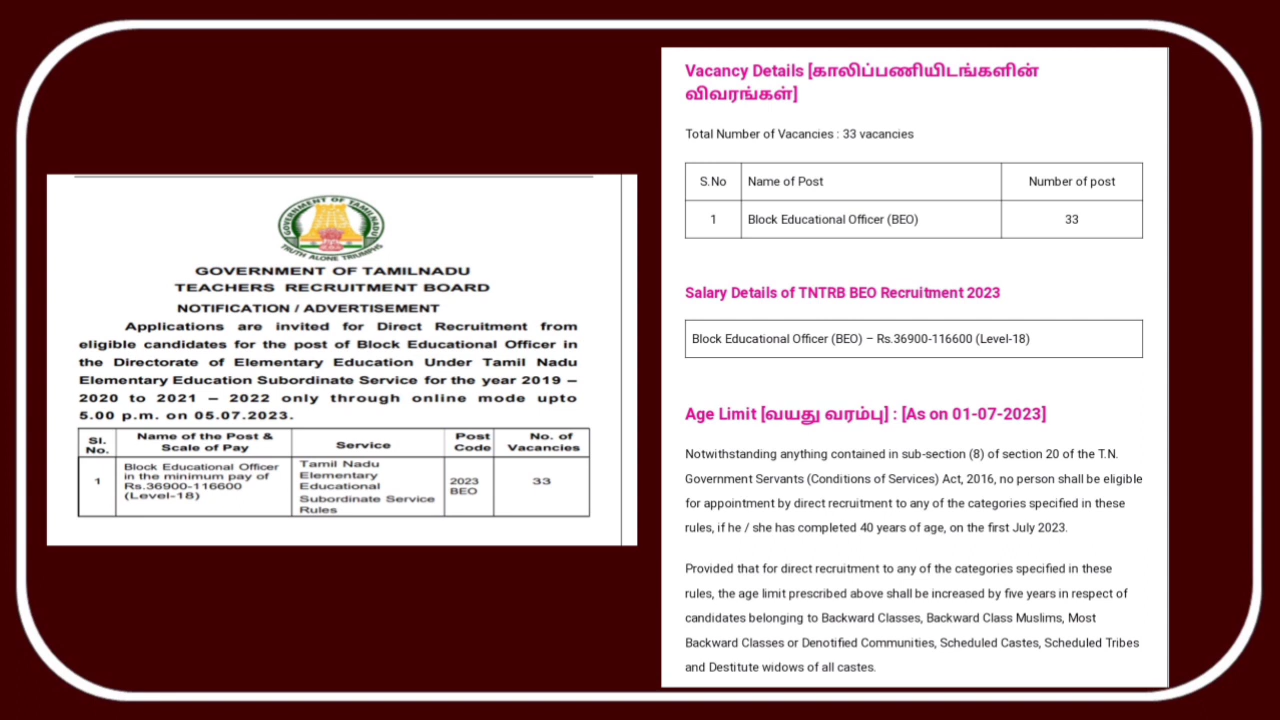 GOVERNMENT OF TAMILNADU
TRUTH ALONE TRIUMPHS
GOVERNMENT OF TAMILNADU
TEACHERS RECRUITMENT BOARD
NOTIFICATION / ADVERTISEMENT
Applications are invited for Direct Recruitment from
eligible candidates for the post of Block Educational Officer in
the Directorate of Elementary Education Under Tamil Nadu
Elementary Education Subordinate Service for the year 2019 –
2020 to 2021 – 2022 only through online mode upto
5.00 p.m. on 05.07.2023.
Sl. No. Name of the Post & Scale of Pay Service Post Code No. of Vacancies
1 Block Educational Officer in the minimum pay of Rs.36900-116600 (Level-18) Tamil Nadu Elementary Educational Subordinate Service Rules 2023 BEO 33
Vacancy Details [காலிப்பணியிடங்களின்
விவரங்கள்]
Total Number of Vacancies : 33 vacancies
S.No Name of Post Number of post
1 Block Educational Officer (BEO) 33
Salary Details of TNTRB BEO Recruitment 2023
Block Educational Officer (BEO) – Rs.36900-116600 (Level-18)
Age Limit [வயது வரம்பு] : [As on 01-07-2023]
Notwithstanding anything contained in sub-section (8) of section 20 of the T.N.
Government Servants (Conditions of Services) Act, 2016, no person shall be eligible
for appointment by direct recruitment to any of the categories specified in these
rules, if he / she has completed 40 years of age, on the first July 2023.
Provided that for direct recruitment to any of the categories specified in these
rules, the age limit prescribed above shall be increased by five years in respect of
candidates belonging to Backward Classes, Backward Class Muslims, Most
Backward Classes or Denotified Communities, Scheduled Castes, Scheduled Tribes
and Destitute widows of all castes.